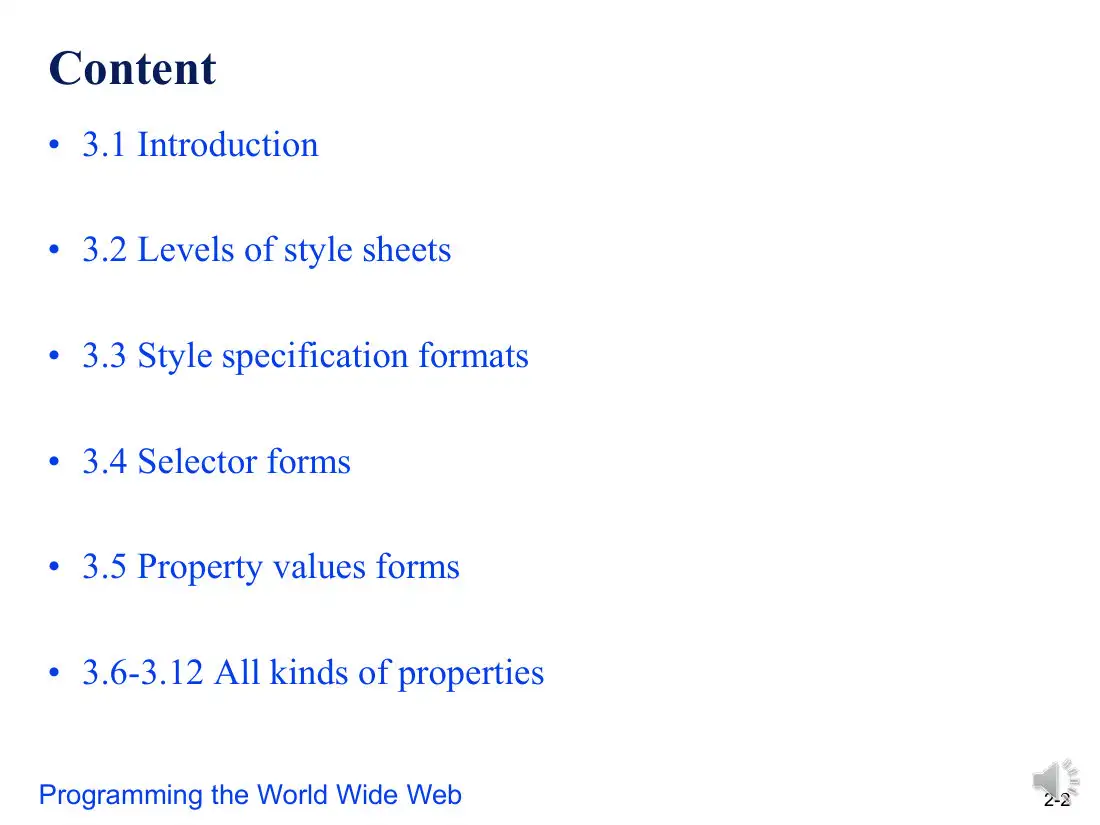 Content
• 3.1 Introduction
• 3.2 Levels of style sheets
• 3.3 Style specification formats
• 3.4 Selector forms
• 3.5 Property values forms
• 3.6-3.12 All kinds of properties
Programming the World Wide Web
2-2